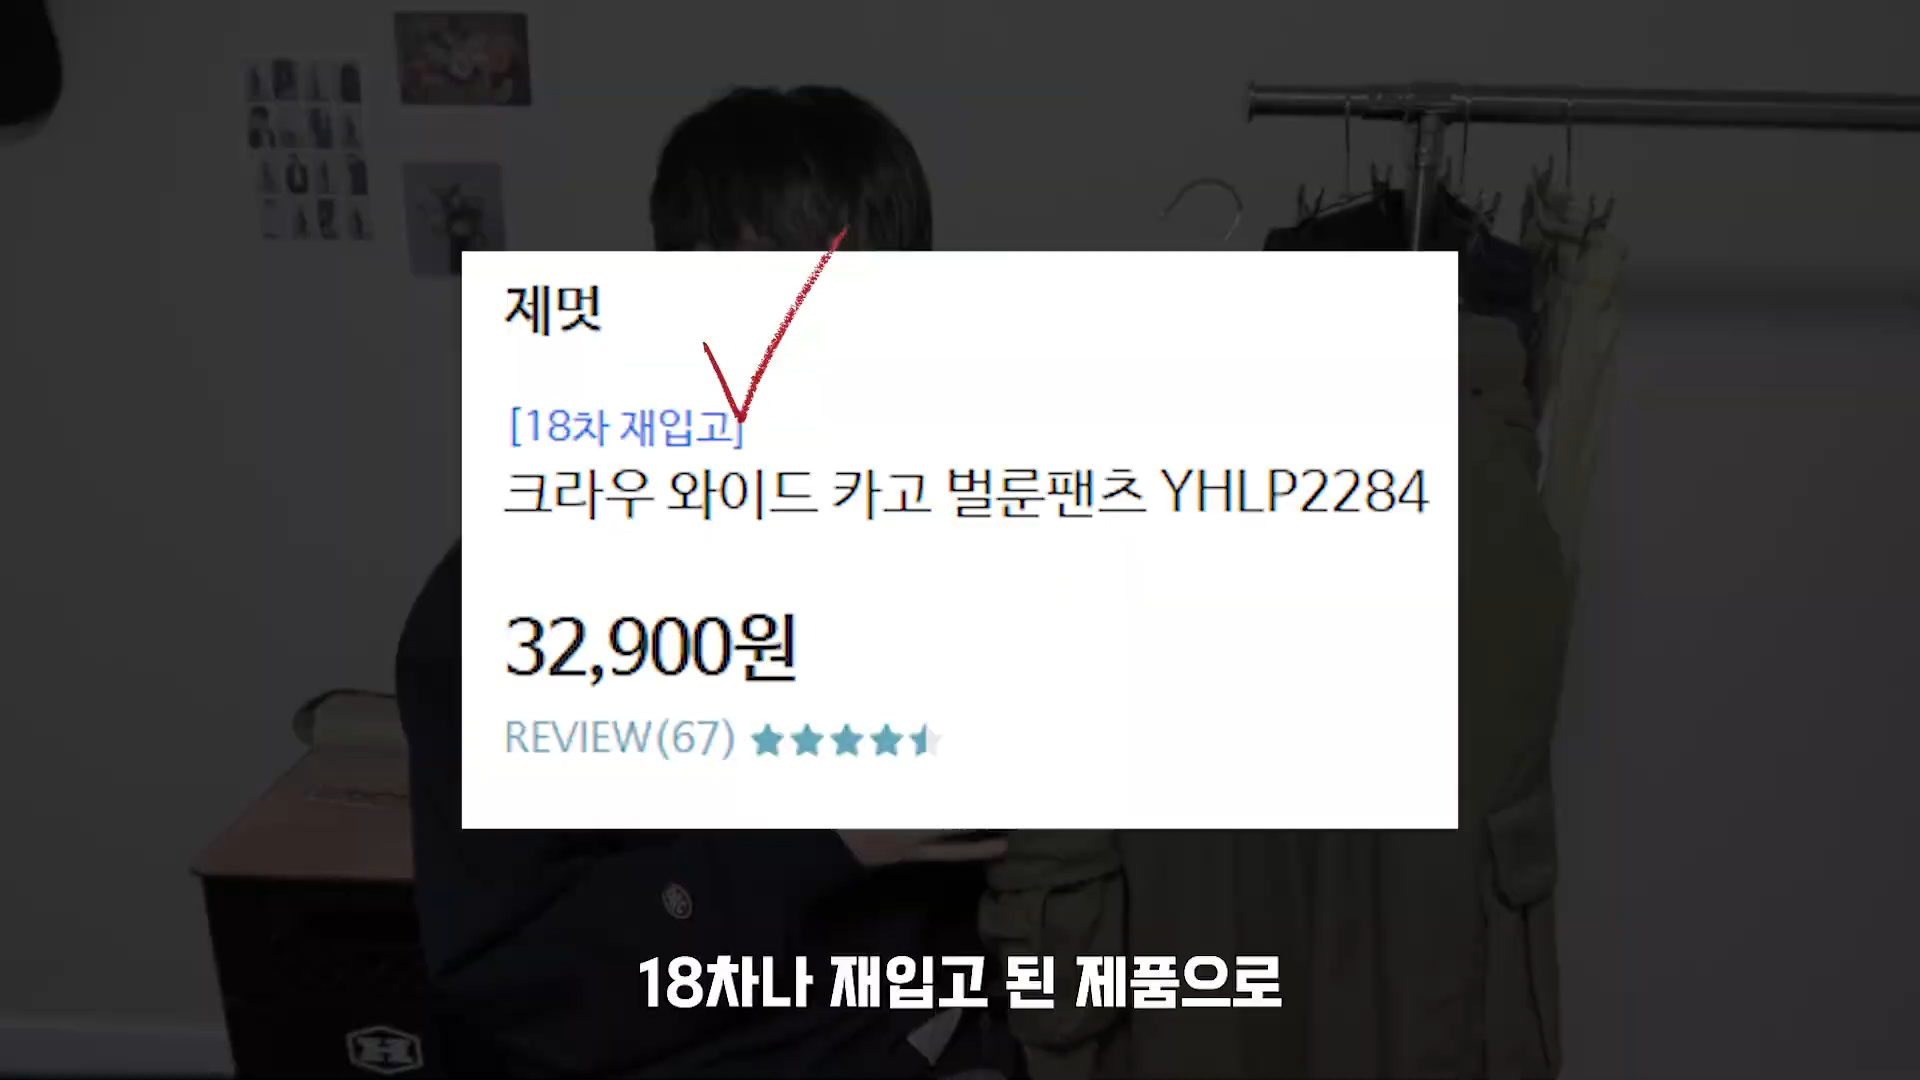 제멋
[18차 재입고]
크라우 와이드 카고 벌룬팬츠 YHLP2284
32,900원
REVIEW(67)
18차나 재입고 된 제품으로